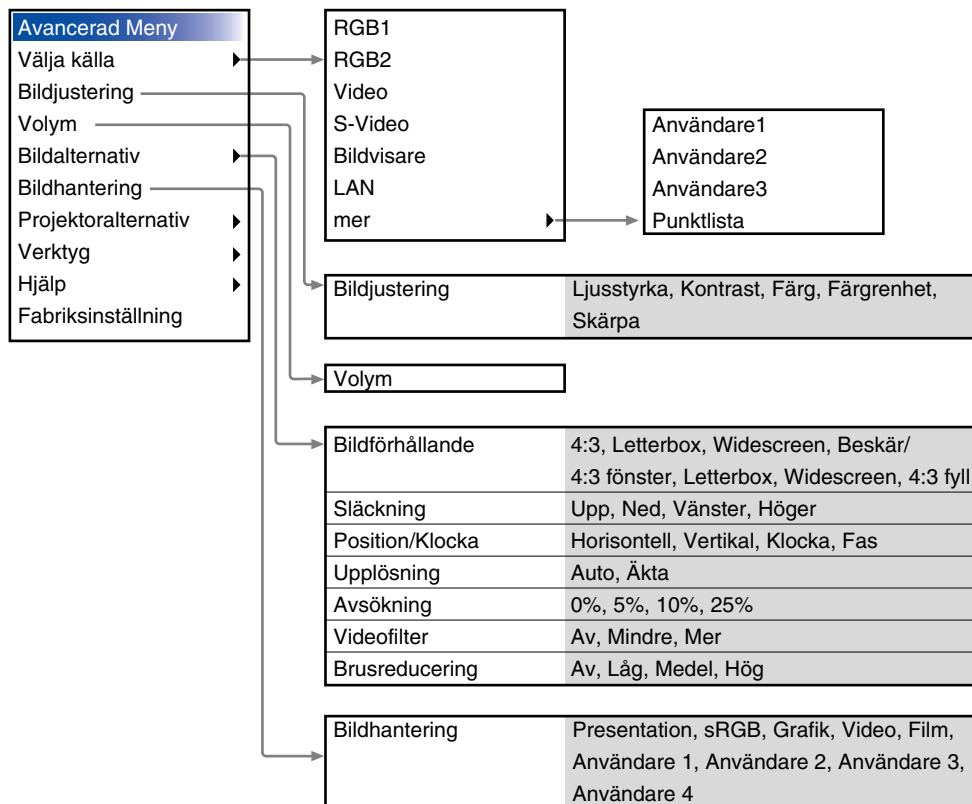 Avancerad Meny
Välja källa
Bildjustering
Volym
Bildalternativ
Bildhantering
Projektoralternativ
Verktyg
Hjälp
Fabriksinställning
RGB1
RGB2
Video
S-Video
Bildvisare
LAN
mer
Användare1
Användare2
Användare3
Punktlista
Bildjustering Ljusstyrka, Kontrast, Färg, Färgrenhet,
Skärpa
Volym
Bildförhållande 4:3, Letterbox, Widescreen, Beskär/
4:3 fönster, Letterbox, Widescreen, 4:3 fyll
Släckning Upp, Ned, Vänster, Höger
Position/Klocka Horisontell, Vertikal, Klocka, Fas
Upplösning Auto, Äkta
Avsökning 0%, 5%, 10%, 25%
Videofilter Av, Mindre, Mer
Brusreducering Av, Låg, Medel, Hög
Bildhantering Presentation, sRGB, Grafik, Video, Film,
Användare 1, Användare 2, Användare 3,
Användare 4